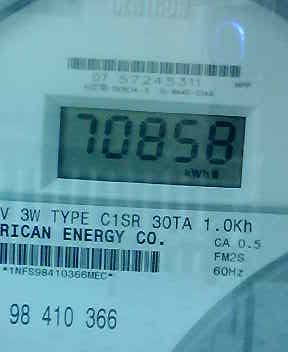 CENTRON
07 57245311
70858
kWh
V 3W TYPE C1SR 30TA 1.0Kh
RICAN ENERGY CO.
CA 0.5
FM2S
*1NFS98410366MEC*
60Hz
98 410 366